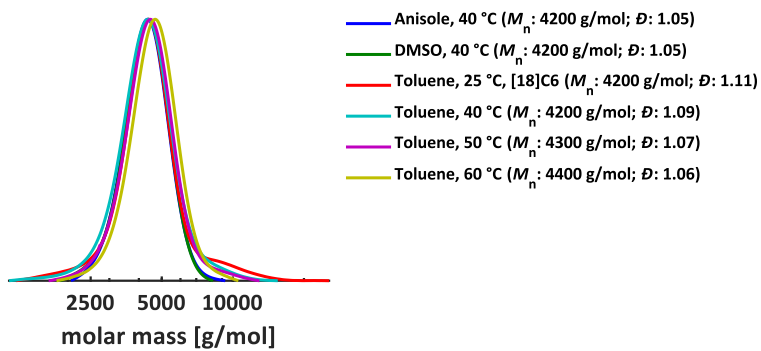 Anisole, 40 °C (Mn: 4200 g/mol; Đ: 1.05)
DMSO, 40 °C (Mn: 4200 g/mol; Đ: 1.05)
Toluene, 25 °C, [18]C6 (Mn: 4200 g/mol; Đ: 1.11)
Toluene, 40 °C (Mn: 4200 g/mol; Đ: 1.09)
Toluene, 50 °C (Mn: 4300 g/mol; Đ: 1.07)
Toluene, 60 °C (Mn: 4400 g/mol; Đ: 1.06)
2500 5000 10000
molar mass [g/mol]